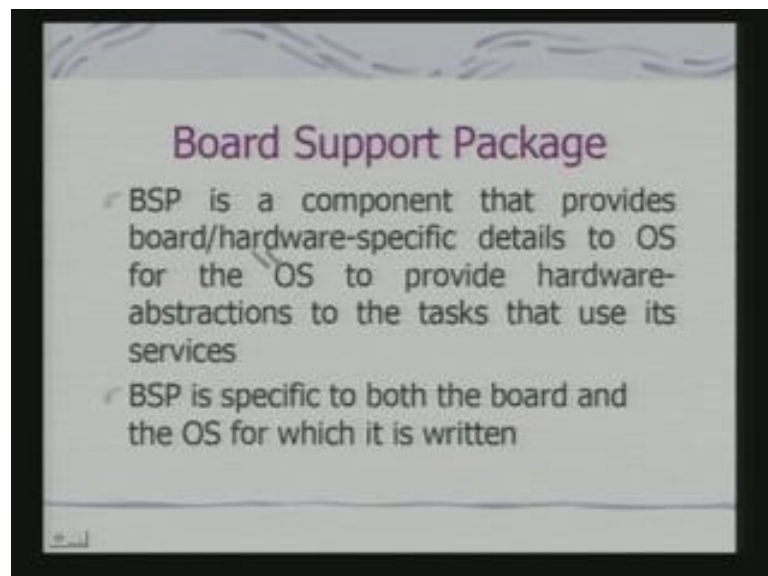 Board Support Package
BSP is a component that provides
board/hardware-specific details to OS
for the OS to provide hardware-
abstractions to the tasks that use its
services
BSP is specific to both the board and
the OS for which it is written